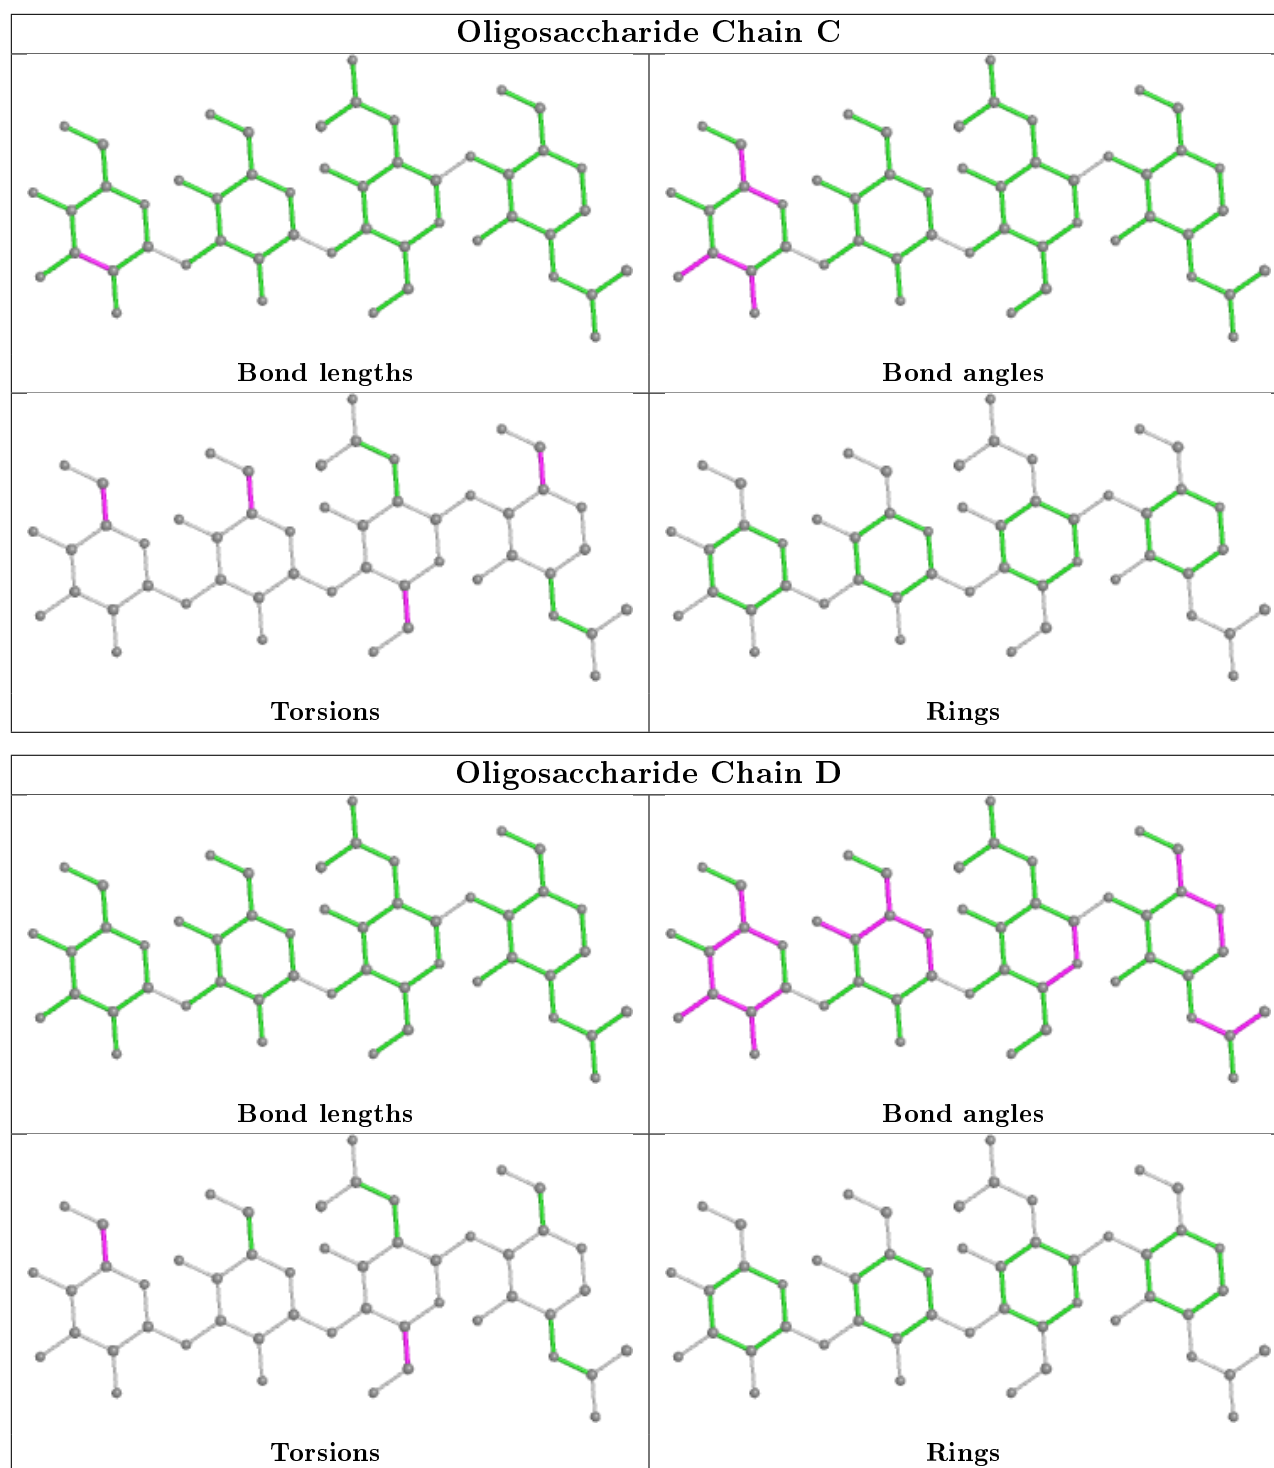 Oligosaccharide Chain C
Bond lengths
Bond angles
Torsions
Rings
Oligosaccharide Chain D
Bond lengths
Bond angles
Torsions
Rings